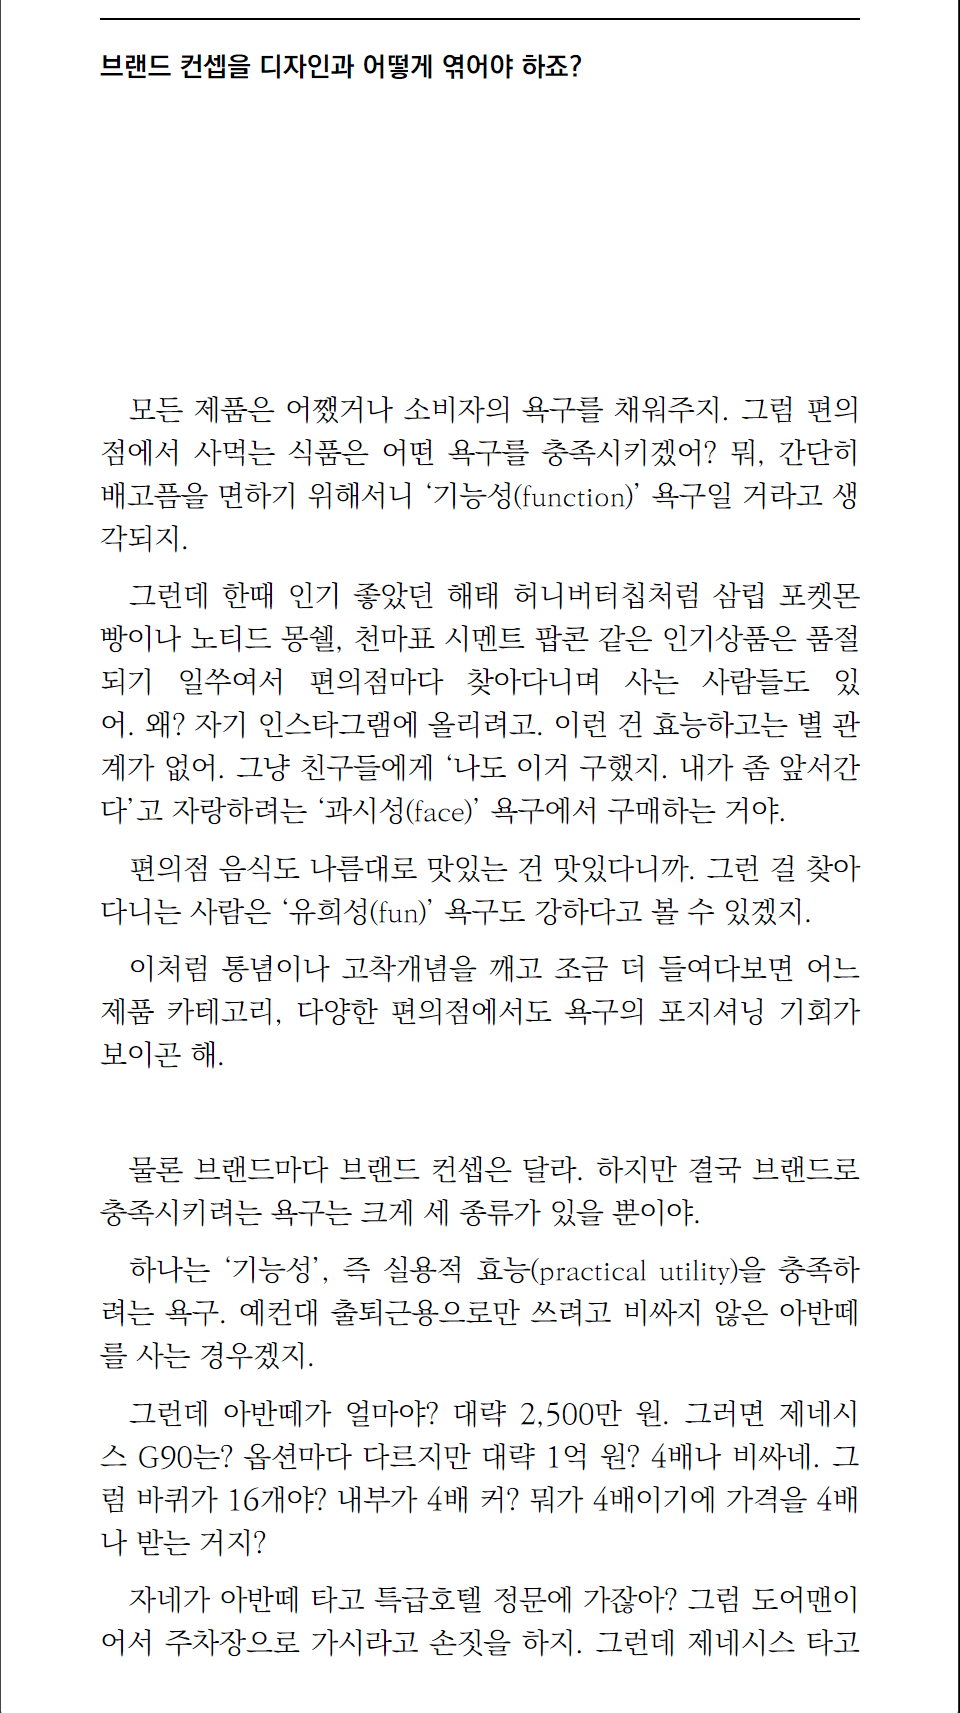 브랜드 컨셉을 디자인과 어떻게 엮어야 하죠?
모든 제품은 어쨌거나 소비자의 욕구를 채워주지. 그럼 편의
점에서 사먹는 식품은 어떤 욕구를 충족시키겠어? 뭐, 간단히
배고픔을 면하기 위해서니 ‘기능성(function)’ 욕구일 거라고 생
각되지.
그런데 한때 인기 좋았던 해태 허니버터칩처럼 삼립 포켓몬
빵이나 노티드 몽쉘, 천마표 시멘트 팝콘 같은 인기상품은 품절
되기 일쑤여서 편의점마다 찾아다니며 사는 사람들도 있
어. 왜? 자기 인스타그램에 올리려고. 이런 건 효능하고는 별 관
계가 없어. 그냥 친구들에게 ‘나도 이거 구했지. 내가 좀 앞서간
다’고 자랑하려는 ‘과시성(face)’ 욕구에서 구매하는 거야.
편의점 음식도 나름대로 맛있는 건 맛있다니까. 그런 걸 찾아
다니는 사람은 ‘유희성(fun)’ 욕구도 강하다고 볼 수 있겠지.
이처럼 통념이나 고착개념을 깨고 조금 더 들여다보면 어느
제품 카테고리, 다양한 편의점에서도 욕구의 포지셔닝 기회가
보이곤 해.
물론 브랜드마다 브랜드 컨셉은 달라. 하지만 결국 브랜드로
충족시키려는 욕구는 크게 세 종류가 있을 뿐이야.
하나는 ‘기능성’, 즉 실용적 효능(practical utility)을 충족하
려는 욕구. 예컨대 출퇴근용으로만 쓰려고 비싸지 않은 아반떼
를 사는 경우겠지.
그런데 아반떼가 얼마야? 대략 2,500만 원. 그러면 제네시
스 G90는? 옵션마다 다르지만 대략 1억 원? 4배나 비싸네. 그
럼 바퀴가 16개야? 내부가 4배 커? 뭐가 4배이기에 가격을 4배
나 받는 거지?
자네가 아반떼 타고 특급호텔 정문에 가잖아? 그럼 도어맨이
어서 주차장으로 가시라고 손짓을 하지. 그런데 제네시스 타고